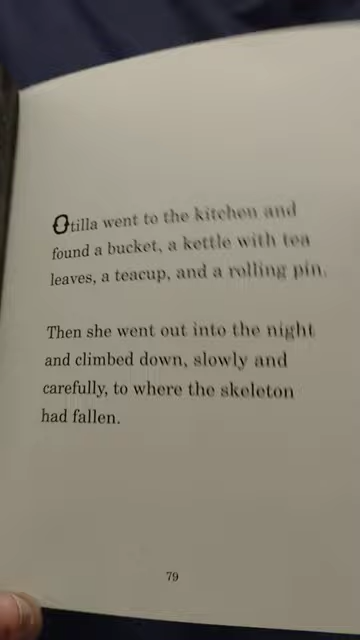 Otilla went to the kitchen and
found a bucket, a kettle with tea
leaves, a teacup, and a rolling pin.
Then she went out into the night
and climbed down, slowly and
carefully, to where the skeleton
had fallen.
79